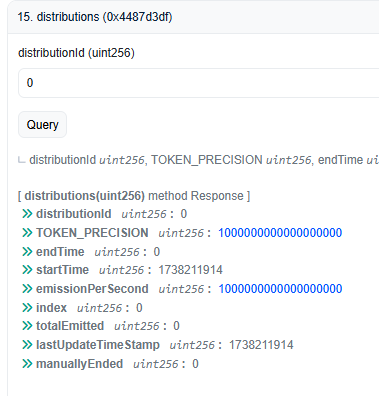 15. distributions (0x4487d3df)
distributionId (uint256)
0
Query
distributionId uint256, TOKEN_PRECISION uint256, endTime
[ distributions(uint256) method Response ]
distributionId uint256 : 0
TOKEN_PRECISION uint256 : 1000000000000000000
endTime uint256 : 0
startTime uint256 : 1738211914
emissionPerSecond uint256 : 1000000000000000000
index uint256 : 0
totalEmitted uint256 : 0
lastUpdateTimeStamp uint256 : 1738211914
manuallyEnded uint256 : 0